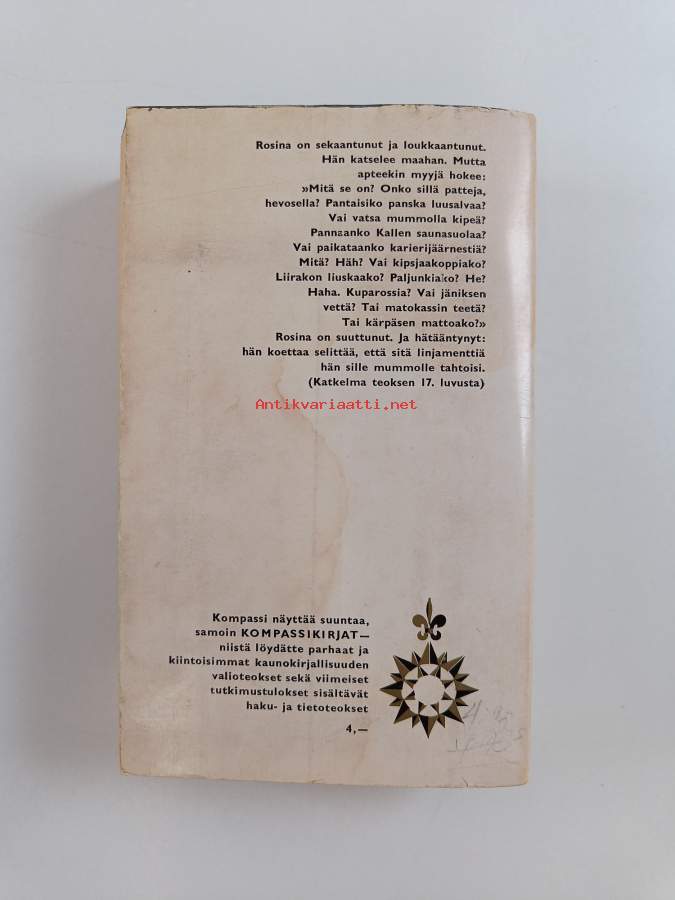 Rosina on sekaantunut ja loukkaantunut.
Hän katselee maahan. Mutta
apteekin myyjä hokee:
»Mitä se on? Onko sillä patteja,
hevosella? Pantaisiko panska luusalvaa?
Vai vatsa mummolla kipeä?
Pannaanko Kallen saunasuolaa?
Vai paikataanko karierijäärnestiä?
Mitä? Häh? Vai kipsjaakoppiako?
Liirakon liuskaako? Paljunkiako? He?
Haha. Kuparossia? Vai jäniksen
vettä? Tai matokassin teetä?
Tai kärpäsen mattoako?»
Rosina on suuttunut. Ja hätääntynyt:
hän koettaa selittää, että sitä linjamenttiä
hän sille mummolle tahtoisi.
(Katkelma teoksen 17. luvusta)
Antikvariaatti.net
Kompassi näyttää suuntaa,
samoin KOMPASSIKIRJAT—
niistä löydätte parhaat ja
kiintoisimmat kaunokirjallisuuden
valioteokset sekä viimeiset
tutkimustulokset sisältävät
haku- ja tietoteokset
4,—